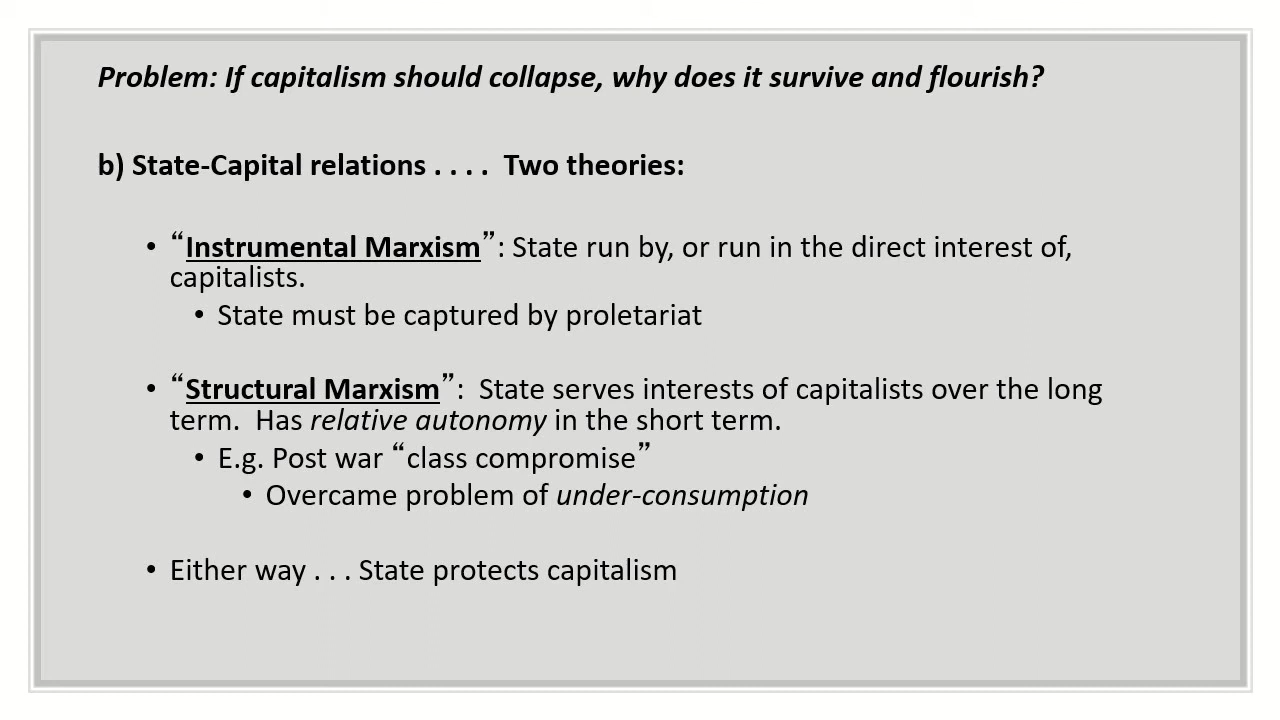 Problem: If capitalism should collapse, why does it survive and flourish?
b) State-Capital relations . . . .  Two theories:
• “Instrumental Marxism”: State run by, or run in the direct interest of,
capitalists.
• State must be captured by proletariat
• “Structural Marxism”:  State serves interests of capitalists over the long
term.  Has relative autonomy in the short term.
• E.g. Post war “class compromise”
• Overcame problem of under-consumption
• Either way . . . State protects capitalism